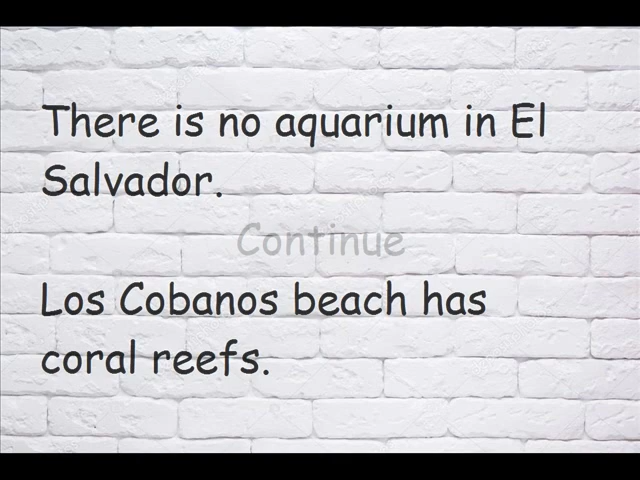 There is no aquarium in El
Salvador.
Continue
Los Cobanos beach has
coral reefs.